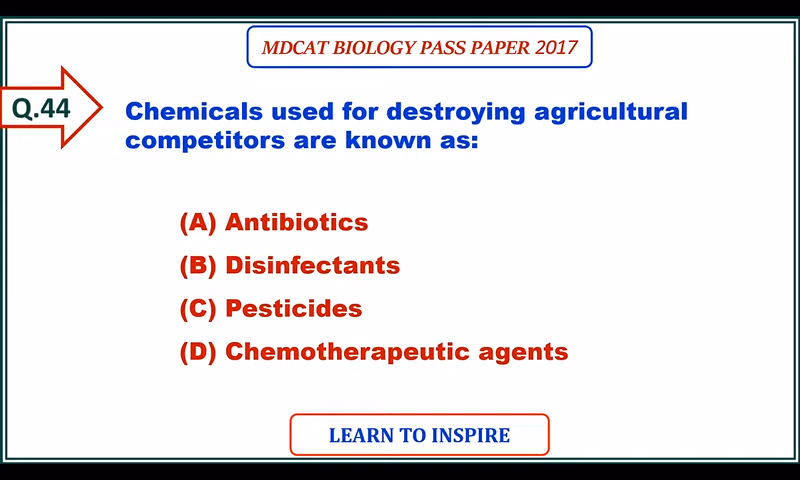 MDCAT BIOLOGY PASS PAPER 2017
Q.44
Chemicals used for destroying agricultural
competitors are known as:
(A) Antibiotics
(B) Disinfectants
(C) Pesticides
(D) Chemotherapeutic agents
LEARN TO INSPIRE